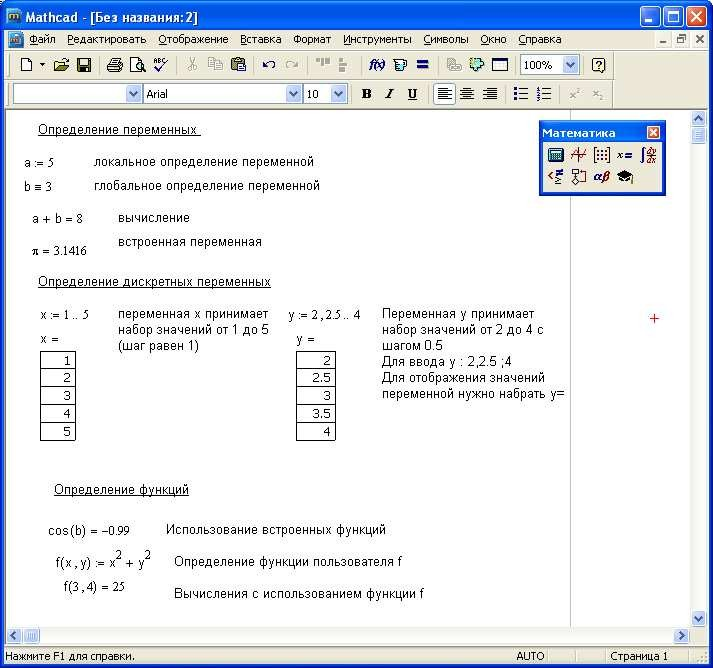 Mathcad - [Без названия:2]
Файл Редактировать Отображение Вставка Формат Инструменты Символы Окно Справка
100%
Arial 10 B I U
Определение переменных
a := 5 локальное определение переменной
b ≡ 3 глобальное определение переменной
a + b = 8 вычисление
π = 3.1416 встроенная переменная
Математика
Определение дискретных переменных
x := 1 .. 5 переменная x принимает
набор значений от 1 до 5
(шаг равен 1)
x =
1
2
3
4
5
y := 2 , 2.5 .. 4
y =
2
2.5
3
3.5
4
Переменная y принимает
набор значений от 2 до 4 с
шагом 0.5
Для ввода y : 2,2.5 ;4
Для отображения значений
переменной нужно набрать y=
Определение функций
cos(b) = −0.99 Использование встроенных функций
f(x , y) := x² + y² Определение функции пользователя f
f(3 , 4) = 25 Вычисления с использованием функции f
Нажмите F1 для справки. AUTO Страница 1